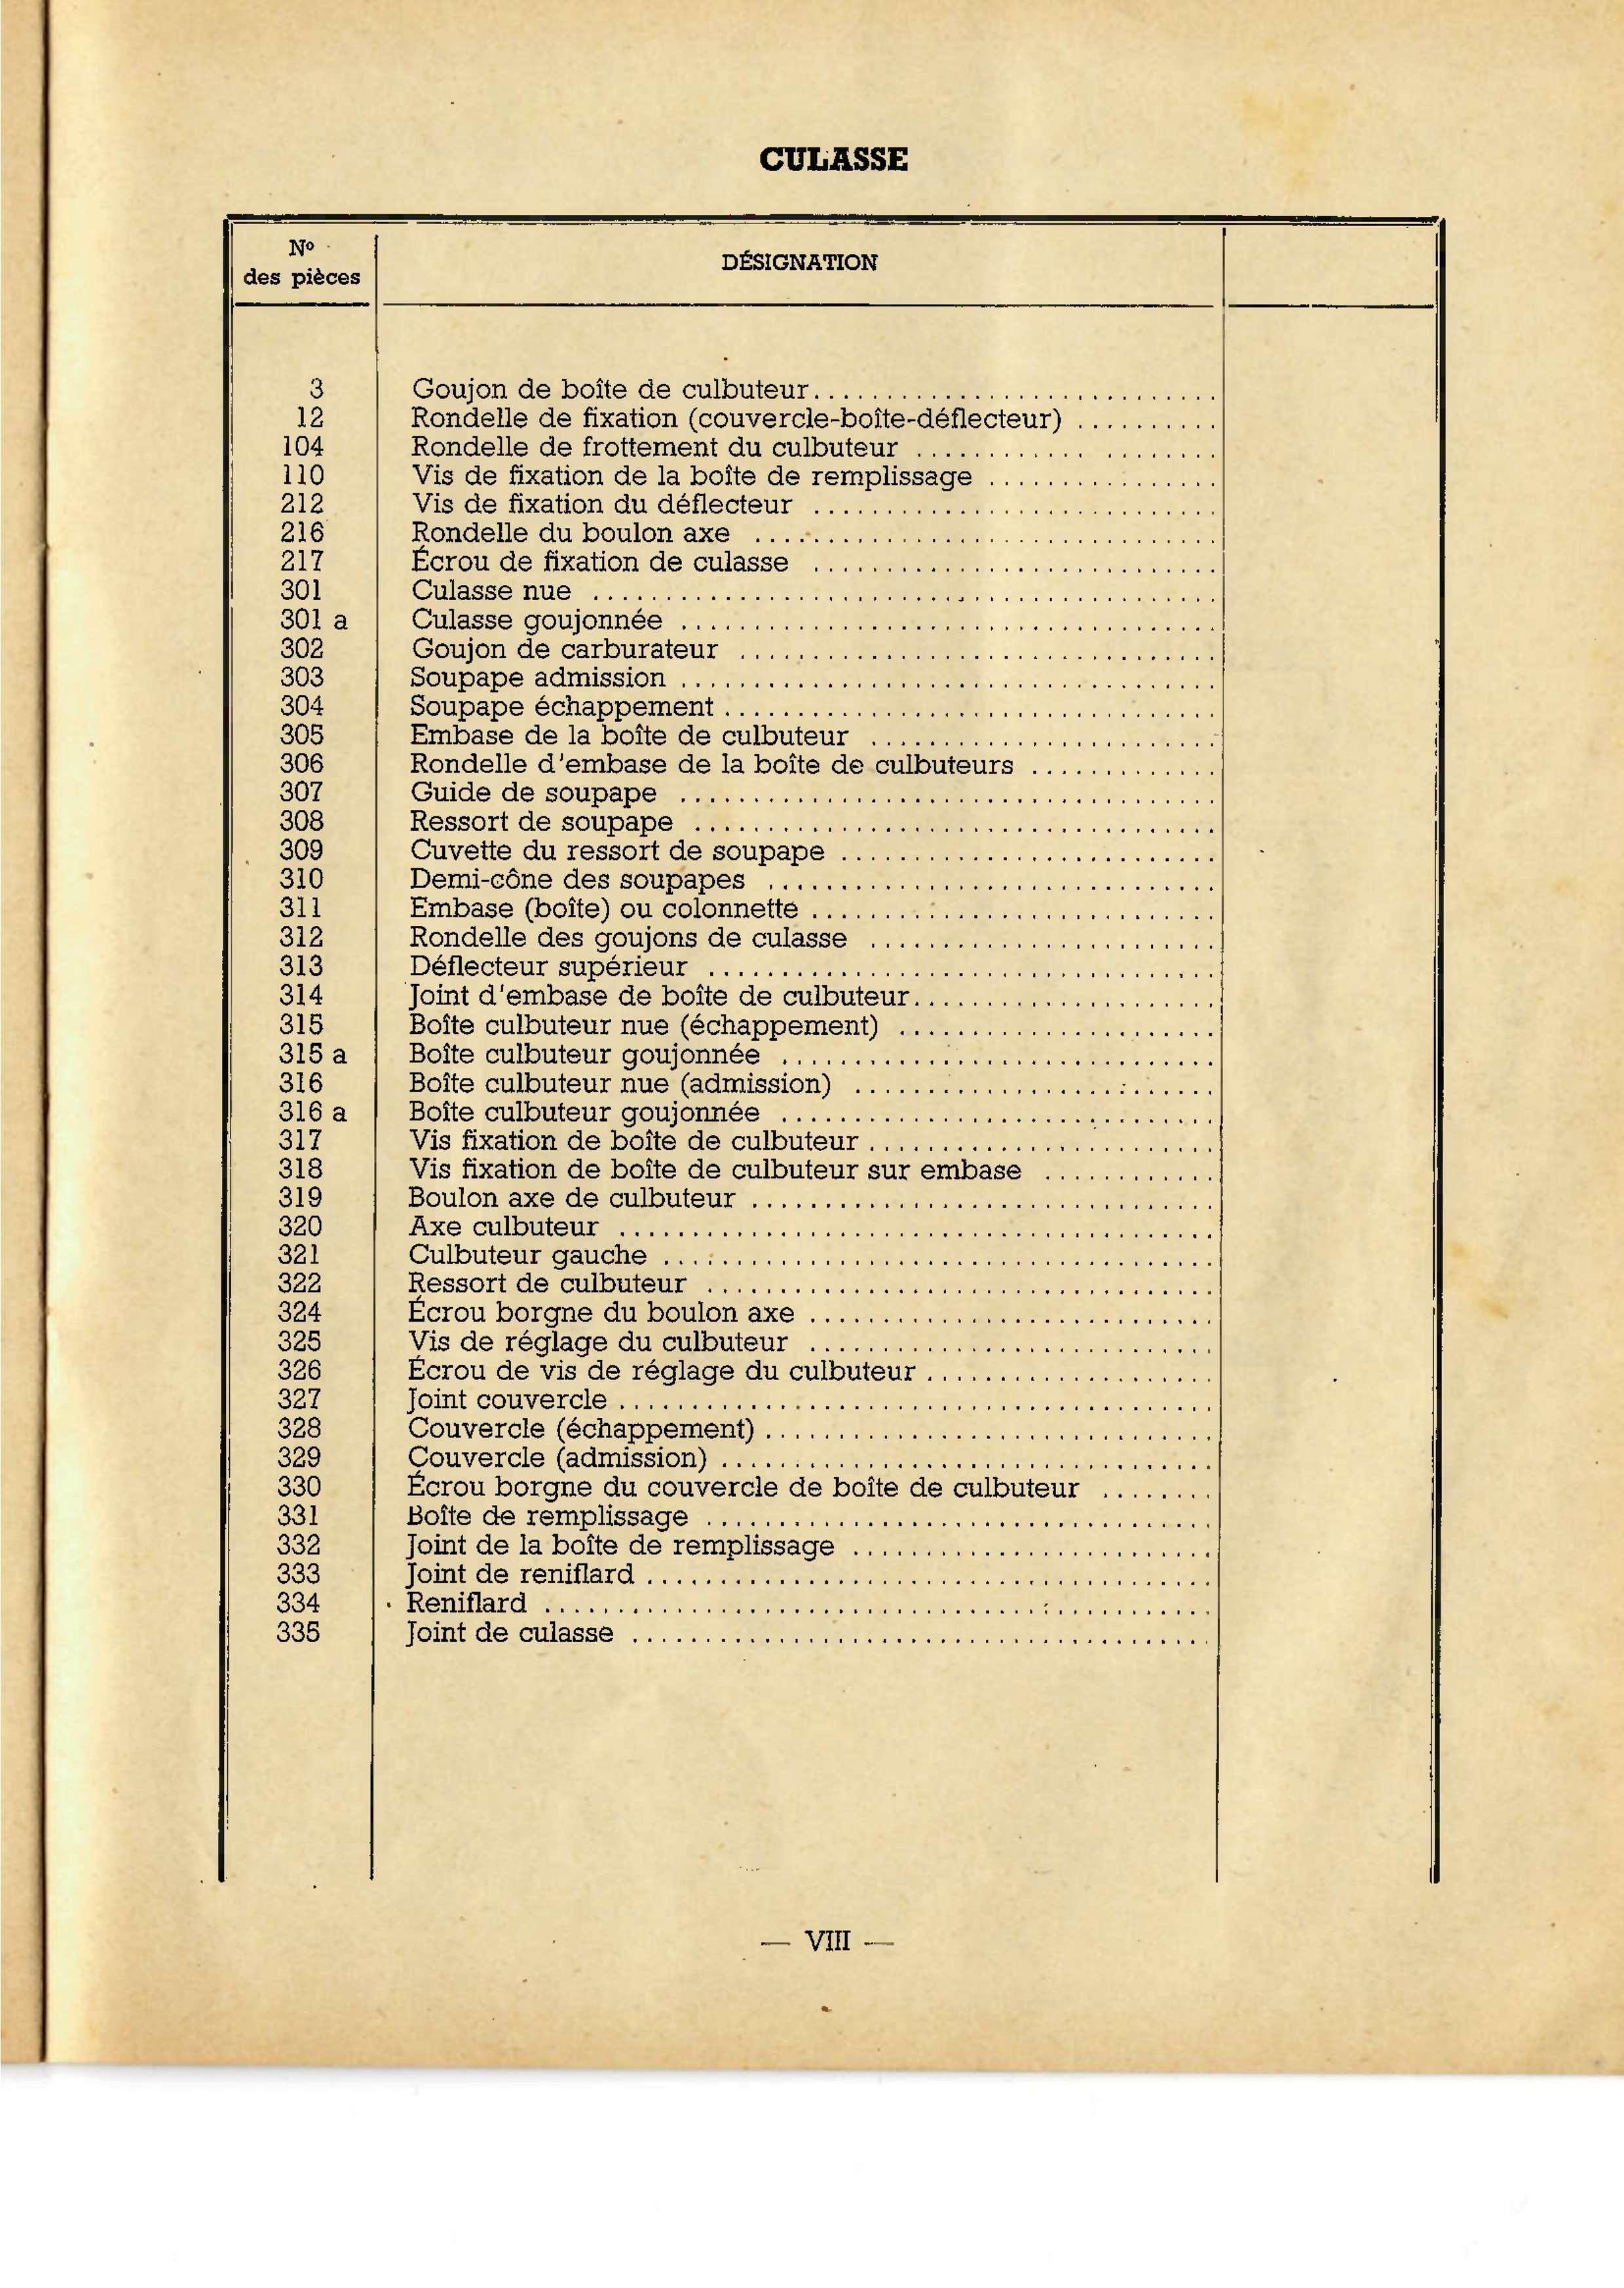 CULASSE
No
des pièces
DÉSIGNATION
3 Goujon de boîte de culbuteur
12 Rondelle de fixation (couvercle-boîte-déflecteur)
104 Rondelle de frottement du culbuteur
110 Vis de fixation de la boîte de remplissage
212 Vis de fixation du déflecteur
216 Rondelle du boulon axe
217 Écrou de fixation de culasse
301 Culasse nue
301 a Culasse goujonnée
302 Goujon de carburateur
303 Soupape admission
304 Soupape échappement
305 Embase de la boîte de culbuteur
306 Rondelle d'embase de la boîte de culbuteurs
307 Guide de soupape
308 Ressort de soupape
309 Cuvette du ressort de soupape
310 Demi-cône des soupapes
311 Embase (boîte) ou colonnette
312 Rondelle des goujons de culasse
313 Déflecteur supérieur
314 Joint d'embase de boîte de culbuteur
315 Boîte culbuteur nue (échappement)
315 a Boîte culbuteur goujonnée
316 Boîte culbuteur nue (admission)
316 a Boîte culbuteur goujonnée
317 Vis fixation de boîte de culbuteur
318 Vis fixation de boîte de culbuteur sur embase
319 Boulon axe de culbuteur
320 Axe culbuteur
321 Culbuteur gauche
322 Ressort de culbuteur
324 Écrou borgne du boulon axe
325 Vis de réglage du culbuteur
326 Écrou de vis de réglage du culbuteur
327 Joint couvercle
328 Couvercle (échappement)
329 Couvercle (admission)
330 Écrou borgne du couvercle de boîte de culbuteur
331 Boîte de remplissage
332 Joint de la boîte de remplissage
333 Joint de reniflard
334 Reniflard
335 Joint de culasse
— VIII —